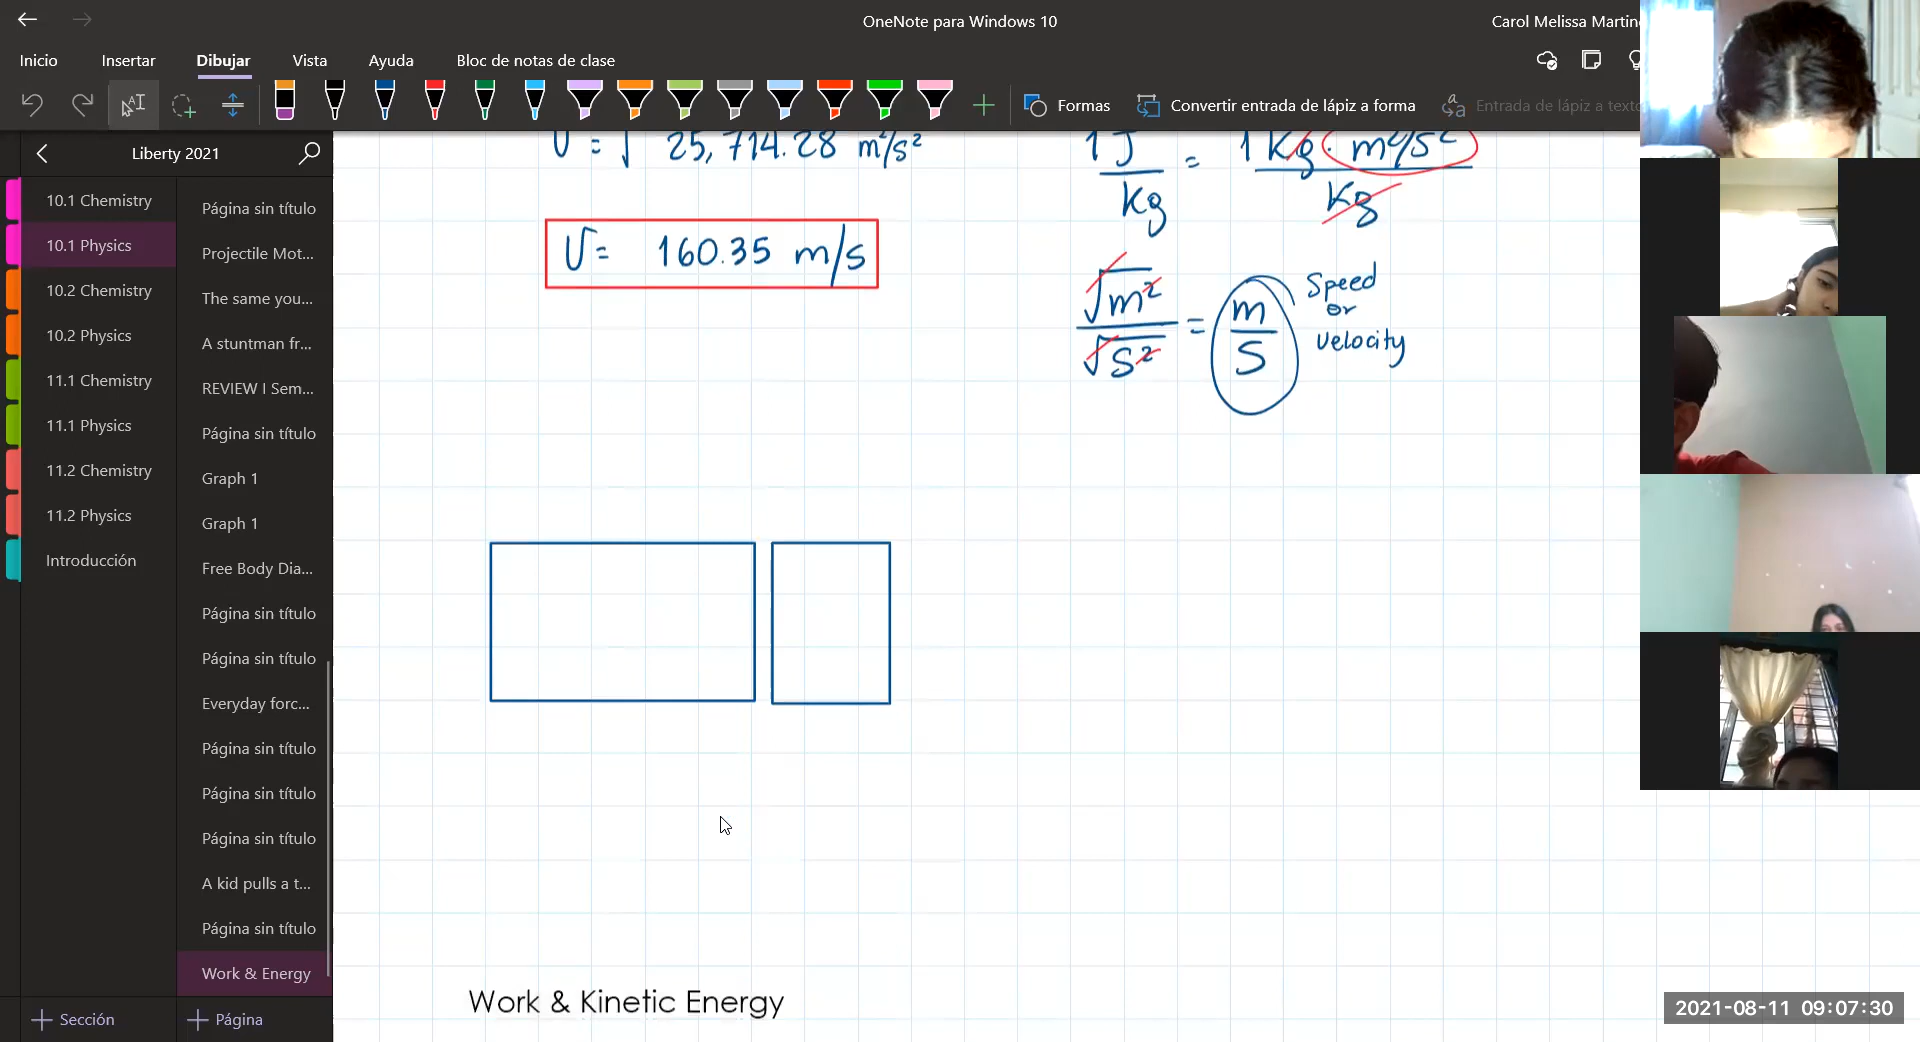 OneNote para Windows 10
Carol Melissa
Inicio
Insertar
Dibujar
Vista
Ayuda
Bloc de notas de clase
Formas
Convertir entrada de lápiz a forma
Entrada de lápiz a texto
Liberty 2021
10.1 Chemistry
10.1 Physics
10.2 Chemistry
10.2 Physics
11.1 Chemistry
11.1 Physics
11.2 Chemistry
11.2 Physics
Introducción
Sección
Página sin título
Projectile Mot...
The same you...
A stuntman fr...
REVIEW I Sem...
Página sin título
Graph 1
Graph 1
Free Body Dia...
Página sin título
Página sin título
Everyday forc...
Página sin título
Página sin título
Página sin título
A kid pulls a t...
Página sin título
Work & Energy
Página
v = √ 25,714.28 m²/s²
v = 160.35 m/s
1 J / kg = 1 kg · m²/s² / kg
√m² / √s² = m / s
Speed
or
velocity
Work & Kinetic Energy
2021-08-11 09:07:30